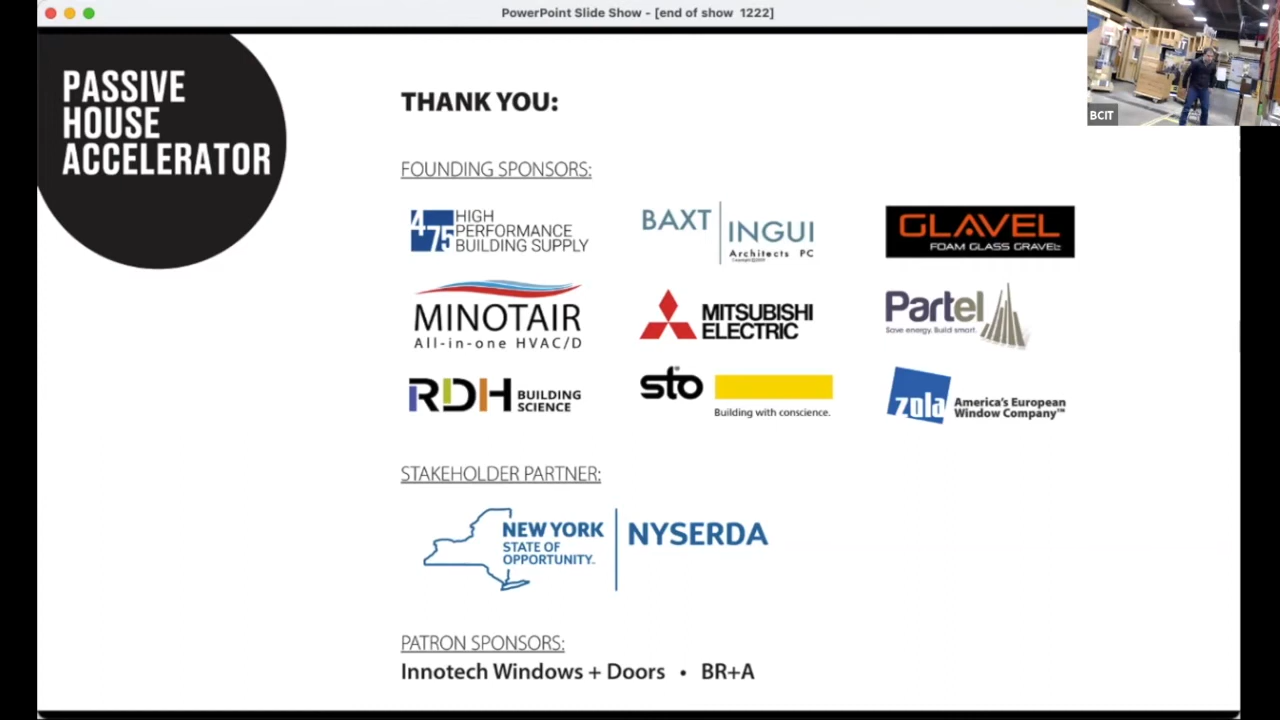 PowerPoint Slide Show - [end of show 1222]
BCIT
PASSIVE
HOUSE
ACCELERATOR
THANK YOU:
FOUNDING SPONSORS:
475 HIGH
PERFORMANCE
BUILDING SUPPLY
BAXT
INGUI
Architects PC
GLAVEL
FOAM GLASS GRAVEL
MINOTAIR
All-in-one HVAC/D
MITSUBISHI
ELECTRIC
Partel
Save energy. Build smart.
RDH BUILDING
SCIENCE
sto
Building with conscience.
zola America's European
Window Company™
STAKEHOLDER PARTNER:
NEW YORK
STATE OF
OPPORTUNITY.
NYSERDA
PATRON SPONSORS:
Innotech Windows + Doors • BR+A